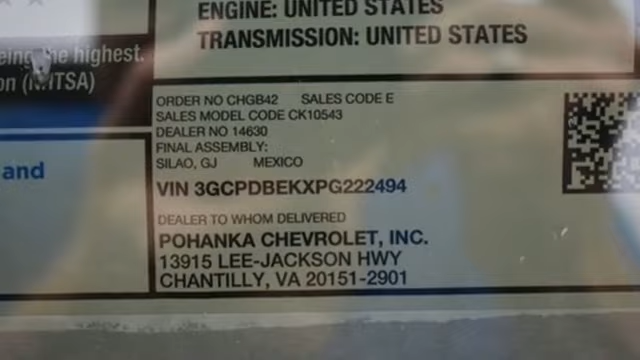 ENGINE: UNITED STATES
TRANSMISSION: UNITED STATES
the highest.
ORDER NO CHGB42 SALES CODE E
SALES MODEL CODE CK10543
DEALER NO 14630
FINAL ASSEMBLY:
SILAO, GJ MEXICO
and
VIN 3GCPDBEKXPG222494
DEALER TO WHOM DELIVERED
POHANKA CHEVROLET, INC.
13915 LEE-JACKSON HWY
CHANTILLY, VA 20151-2901